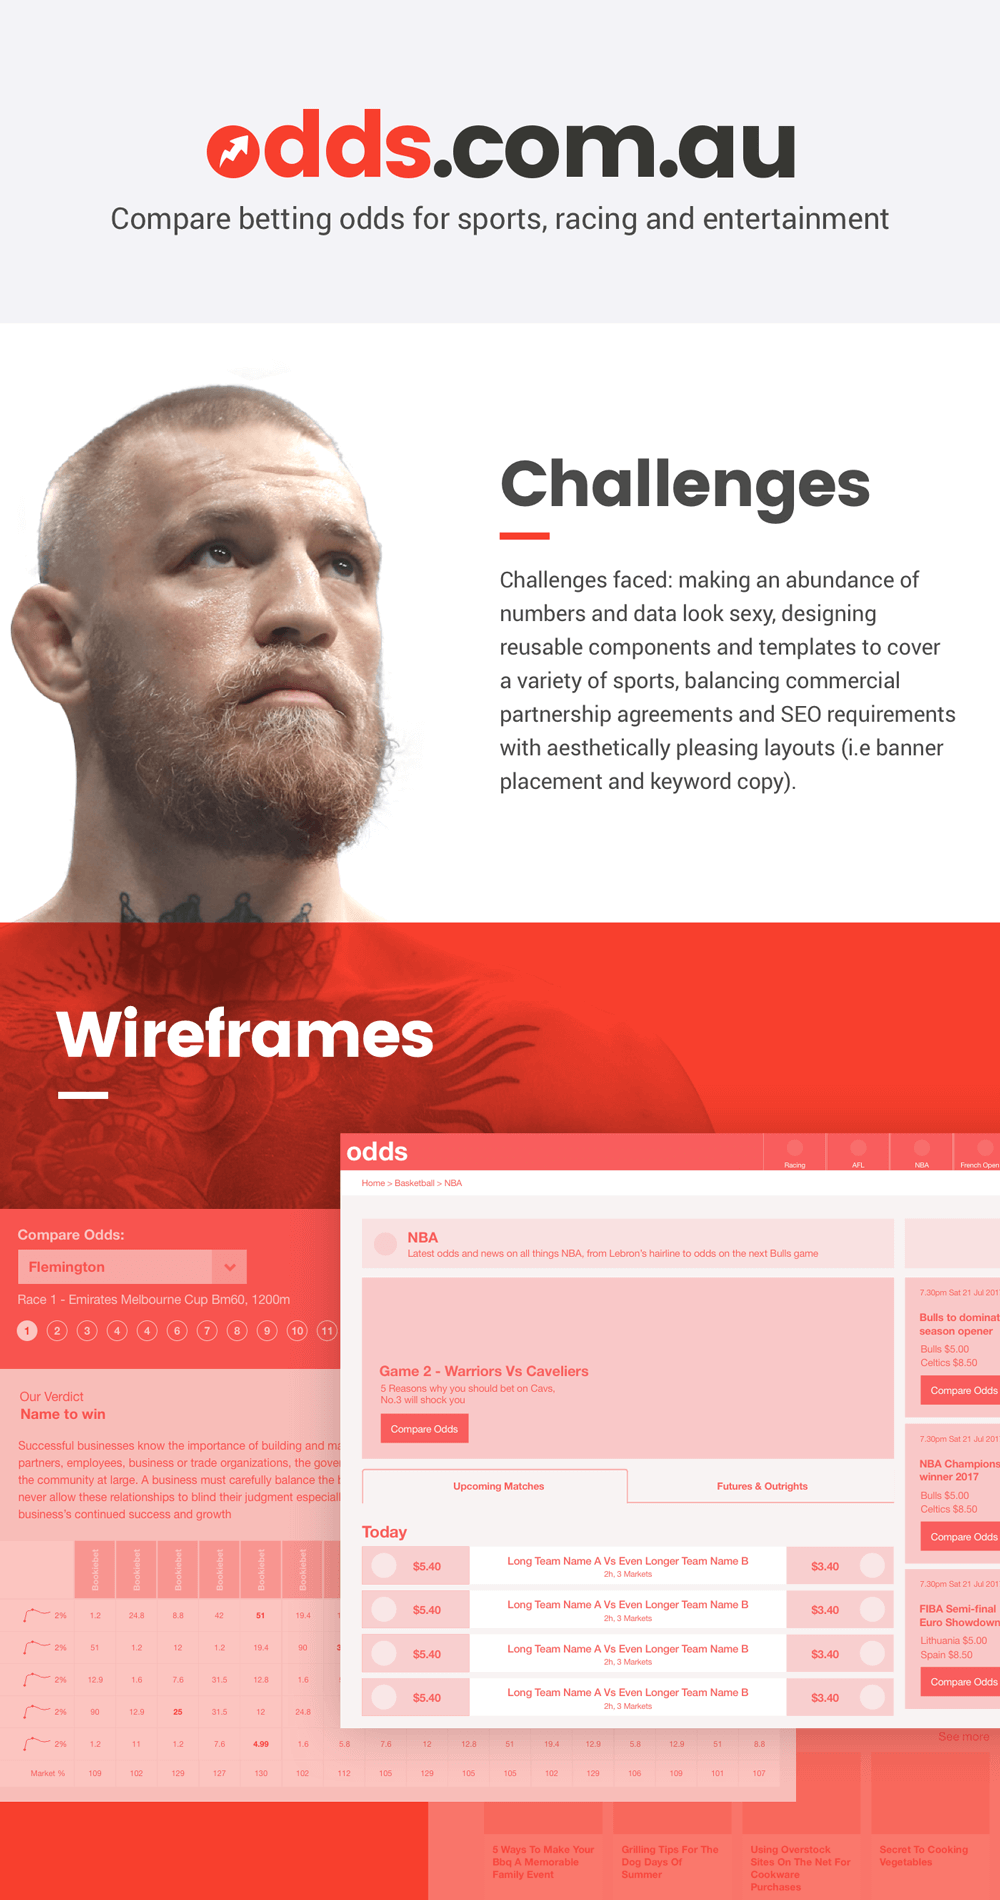 odds.com.au
Compare betting odds for sports, racing and entertainment
Challenges
Challenges faced: making an abundance of
numbers and data look sexy, designing
reusable components and templates to cover
a variety of sports, balancing commercial
partnership agreements and SEO requirements
with aesthetically pleasing layouts (i.e banner
placement and keyword copy).
Wireframes
odds
Racing
AFL
NBA
French Open
Home > Basketball > NBA
NBA
Latest odds and news on all things NBA, from Lebron's hairline to odds on the next Bulls game
Game 2 - Warriors Vs Caveliers
5 Reasons why you should bet on Cavs,
No.3 will shock you
Compare Odds
Upcoming Matches
Futures & Outrights
Today
$5.40 Long Team Name A Vs Even Longer Team Name B $3.40
2h, 3 Markets
$5.40 Long Team Name A Vs Even Longer Team Name B $3.40
2h, 3 Markets
$5.40 Long Team Name A Vs Even Longer Team Name B $3.40
2h, 3 Markets
$5.40 Long Team Name A Vs Even Longer Team Name B $3.40
2h, 3 Markets
7.30pm Sat 21 Jul 201
Bulls to dominat
season opener
Bulls $5.00
Celtics $8.50
Compare Odds
7.30pm Sat 21 Jul 201
NBA Champions
winner 2017
Bulls $5.00
Celtics $8.50
Compare Odds
7.30pm Sat 21 Jul 201
FIBA Semi-final
Euro Showdown
Lithuania $5.00
Spain $8.50
Compare Odds
Compare Odds:
Flemington
Race 1 - Emirates Melbourne Cup Bm60, 1200m
1 2 3 4 4 6 7 8 9 10 11
Our Verdict
Name to win
Successful businesses know the importance of building and ma
partners, employees, business or trade organizations, the gove
the community at large. A business must carefully balance the
never allow these relationships to blind their judgment especiall
business's continued success and growth
Bookiebet Bookiebet Bookiebet Bookiebet Bookiebet Bookiebet
2% 1.2 24.8 8.8 42 51 19.4
2% 51 1.2 12 1.2 19.4 90
2% 12.9 1.6 7.6 31.5 12.8 1.6
2% 90 12.9 25 31.5 12 24.8
2% 1.2 11 1.2 7.6 4.99 1.6 5.8 7.6 12 12.8 51 19.4 12.9 5.8 12.9 51 8.8
Market % 109 102 129 127 130 102 112 105 129 105 105 102 129 106 109 101 107
See more
5 Ways To Make Your
Bbq A Memorable
Family Event
Grilling Tips For The
Dog Days Of
Summer
Using Overstock
Sites On The Net For
Cookware
Purchases
Secret To Cooking
Vegetables